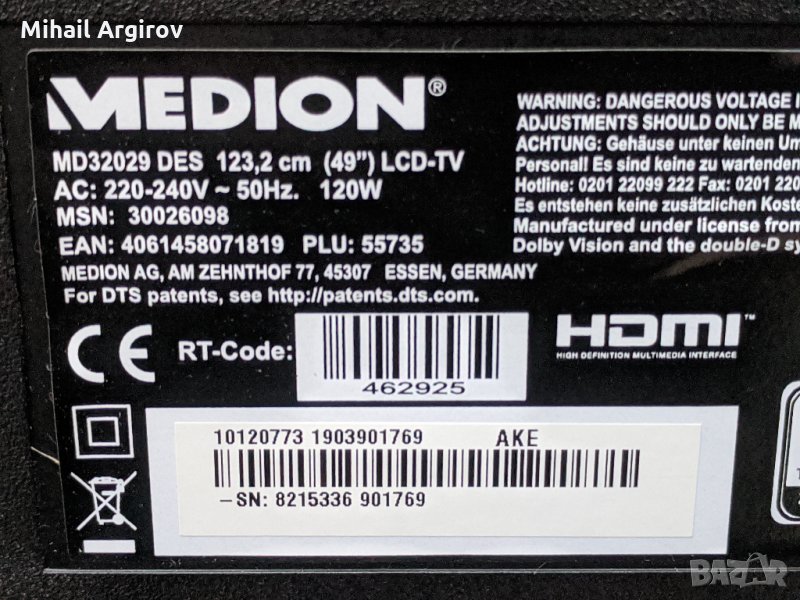 Mihail Argirov
MEDION®
MD32029 DES 123,2 cm (49") LCD-TV
AC: 220-240V ~ 50Hz. 120W
MSN: 30026098
EAN: 4061458071819 PLU: 55735
MEDION AG, AM ZEHNTHOF 77, 45307 ESSEN, GERMANY
For DTS patents, see http://patents.dts.com.
WARNING: DANGEROUS VOLTAGE
ADJUSTMENTS SHOULD ONLY BE
ACHTUNG: Gehäuse unter keinen
Personal! Es sind keine zu wartenden
Hotline: 0201 22099 222 Fax: 0201
Es entstehen keine zusätzlichen
Manufactured under license from
Dolby Vision and the double-D
CE RT-Code:
462925
HDMI™
HIGH DEFINITION MULTIMEDIA INTERFACE
10120773 1903901769 AKE
-SN: 8215336 901769
BAZAR